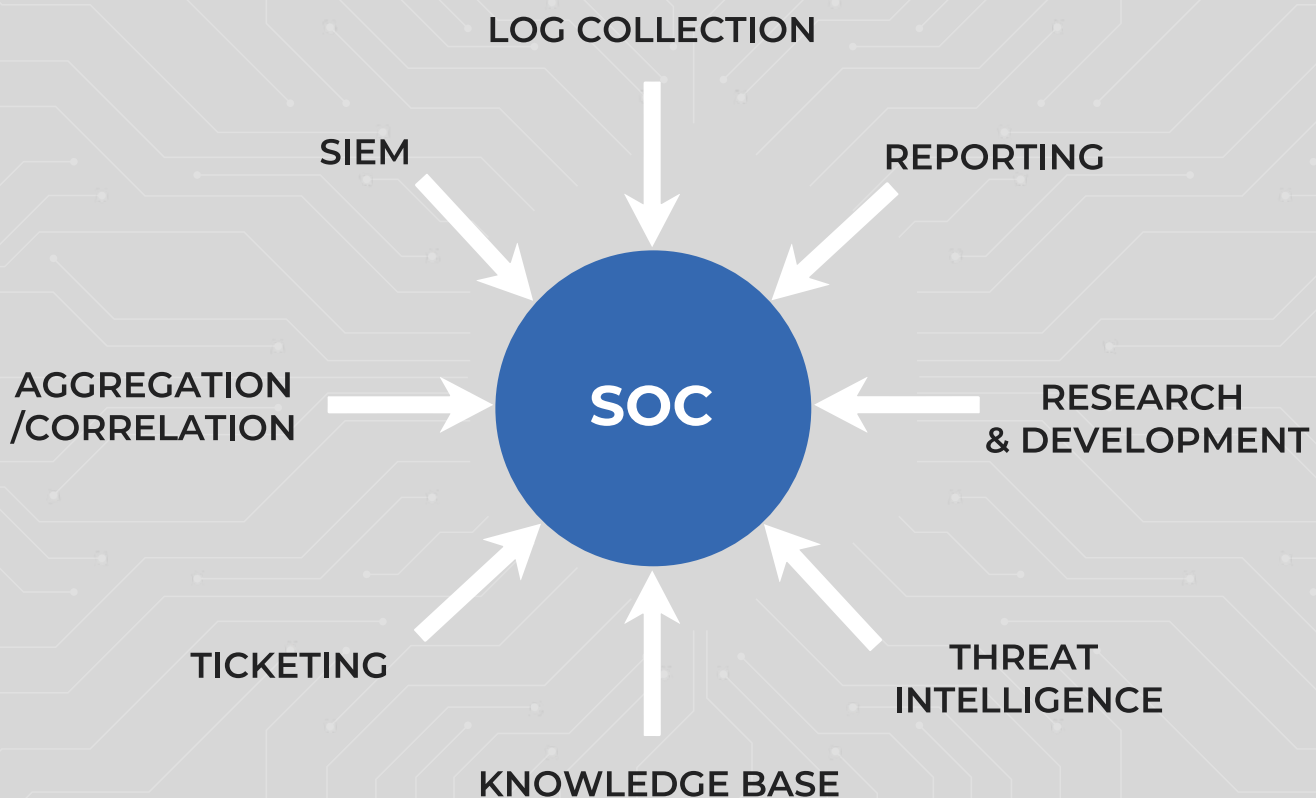 LOG COLLECTION
SIEM
REPORTING
AGGREGATION
/CORRELATION
SOC
RESEARCH
& DEVELOPMENT
TICKETING
THREAT
INTELLIGENCE
KNOWLEDGE BASE